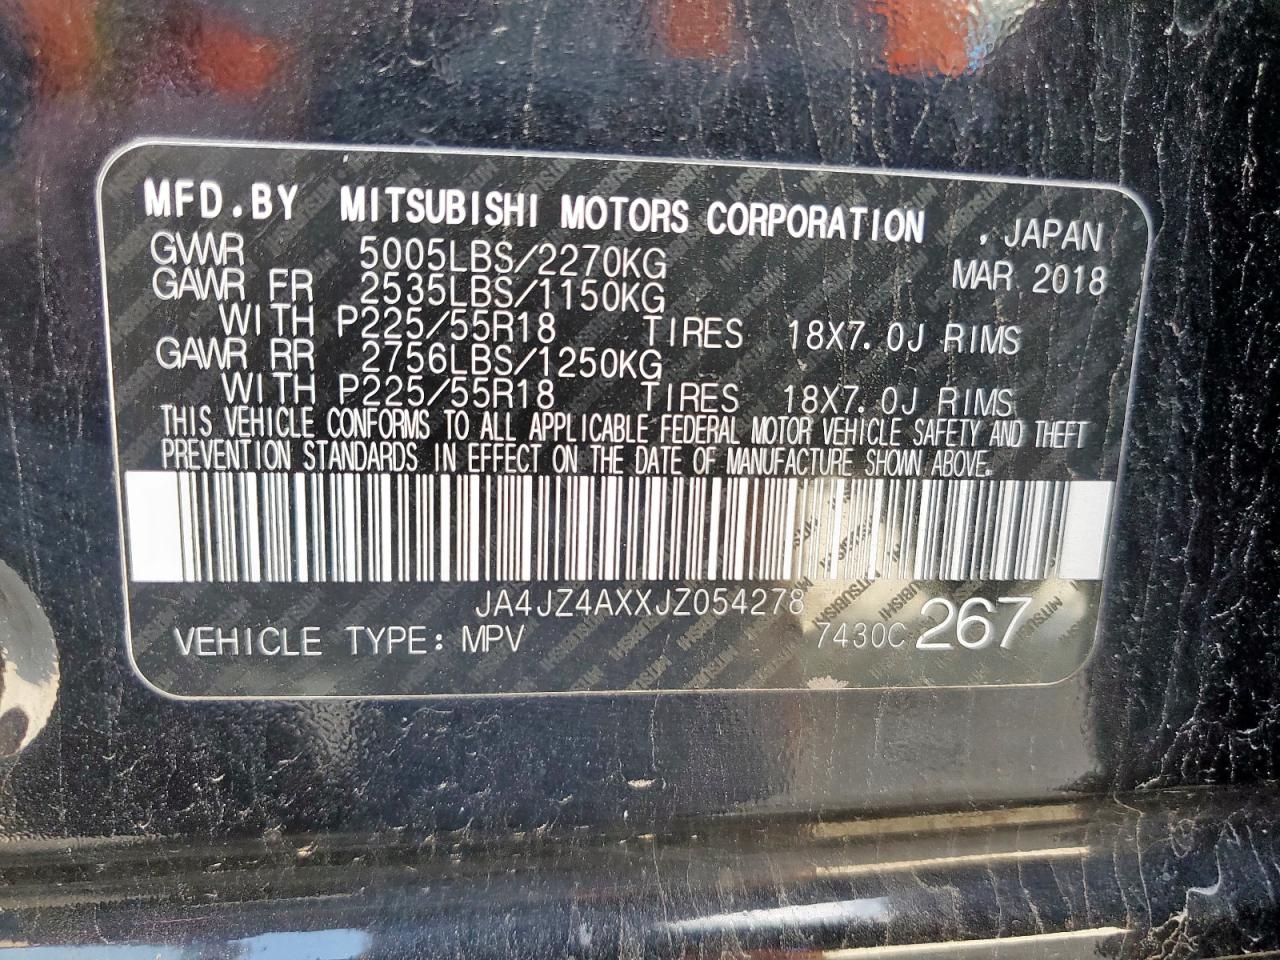 MFD.BY MITSUBISHI MOTORS CORPORATION , JAPAN
GVWR 5005LBS/2270KG MAR 2018
GAWR FR 2535LBS/1150KG
WITH P225/55R18 TIRES 18X7.0J RIMS
GAWR RR 2756LBS/1250KG
WITH P225/55R18 TIRES 18X7.0J RIMS
THIS VEHICLE CONFORMS TO ALL APPLICABLE FEDERAL MOTOR VEHICLE SAFETY AND THEFT
PREVENTION STANDARDS IN EFFECT ON THE DATE OF MANUFACTURE SHOWN ABOVE.
JA4JZ4AXXJZ054278
VEHICLE TYPE: MPV 7430C 267